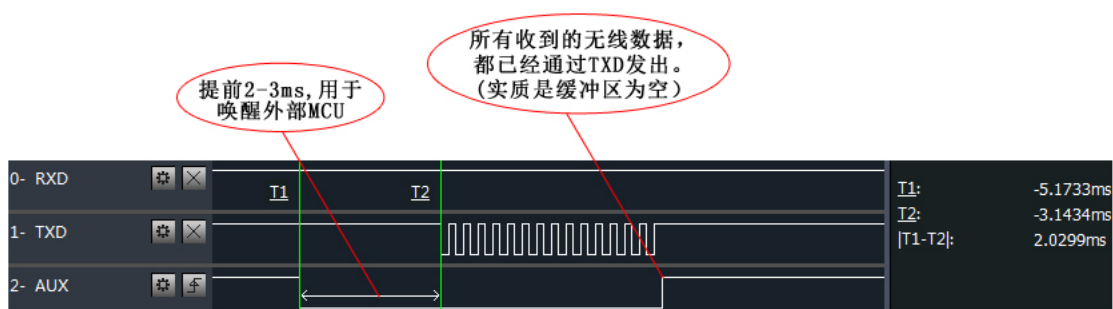 所有收到的无线数据，
都已经通过TXD发出。
(实质是缓冲区为空)
提前2-3ms,用于
唤醒外部MCU
0- RXD
T1
T2
1- TXD
2- AUX
T1: -5.1733ms
T2: -3.1434ms
|T1-T2|: 2.0299ms